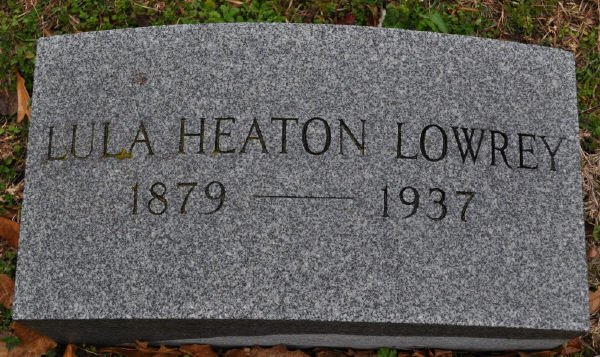 LULA HEATON LOWREY
1879 — 1937